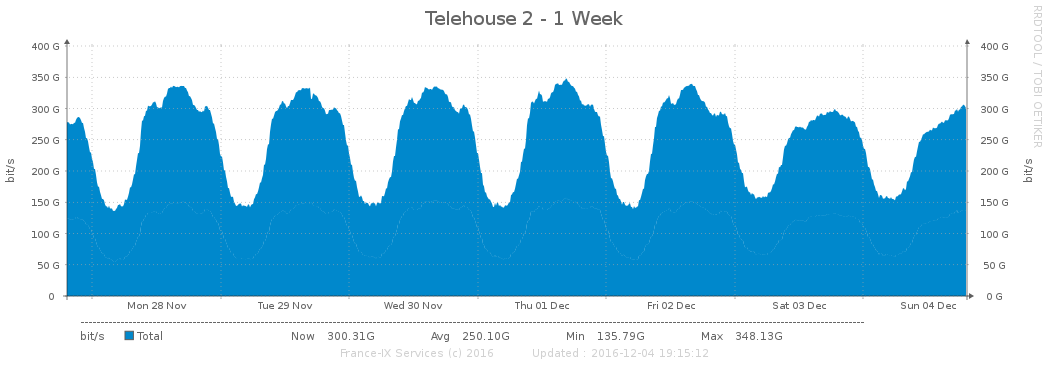 Telehouse 2 - 1 Week
RRDTOOL / TOBI OETIKER
400 G 400 G
350 G 350 G
300 G 300 G
250 G 250 G
200 G 200 G
150 G 150 G
100 G 100 G
50 G 50 G
0 0 G
bit/s
bit/s
Mon 28 Nov Tue 29 Nov Wed 30 Nov Thu 01 Dec Fri 02 Dec Sat 03 Dec Sun 04 Dec
bit/s Total Now 300.31G Avg 250.10G Min 135.79G Max 348.13G
France-IX Services (c) 2016 Updated : 2016-12-04 19:15:12